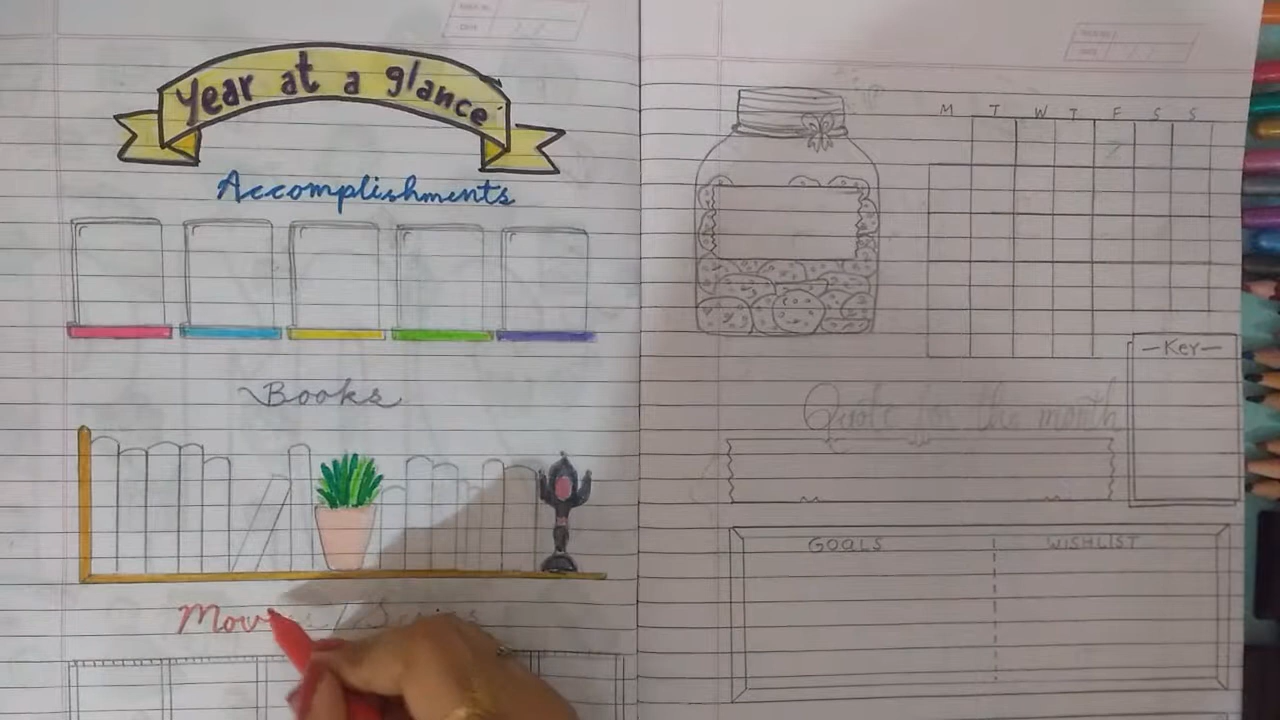 Year at a glance
Accomplishments
Books
M T W T F S S
Key
Quote for the month
GOALS WISHLIST